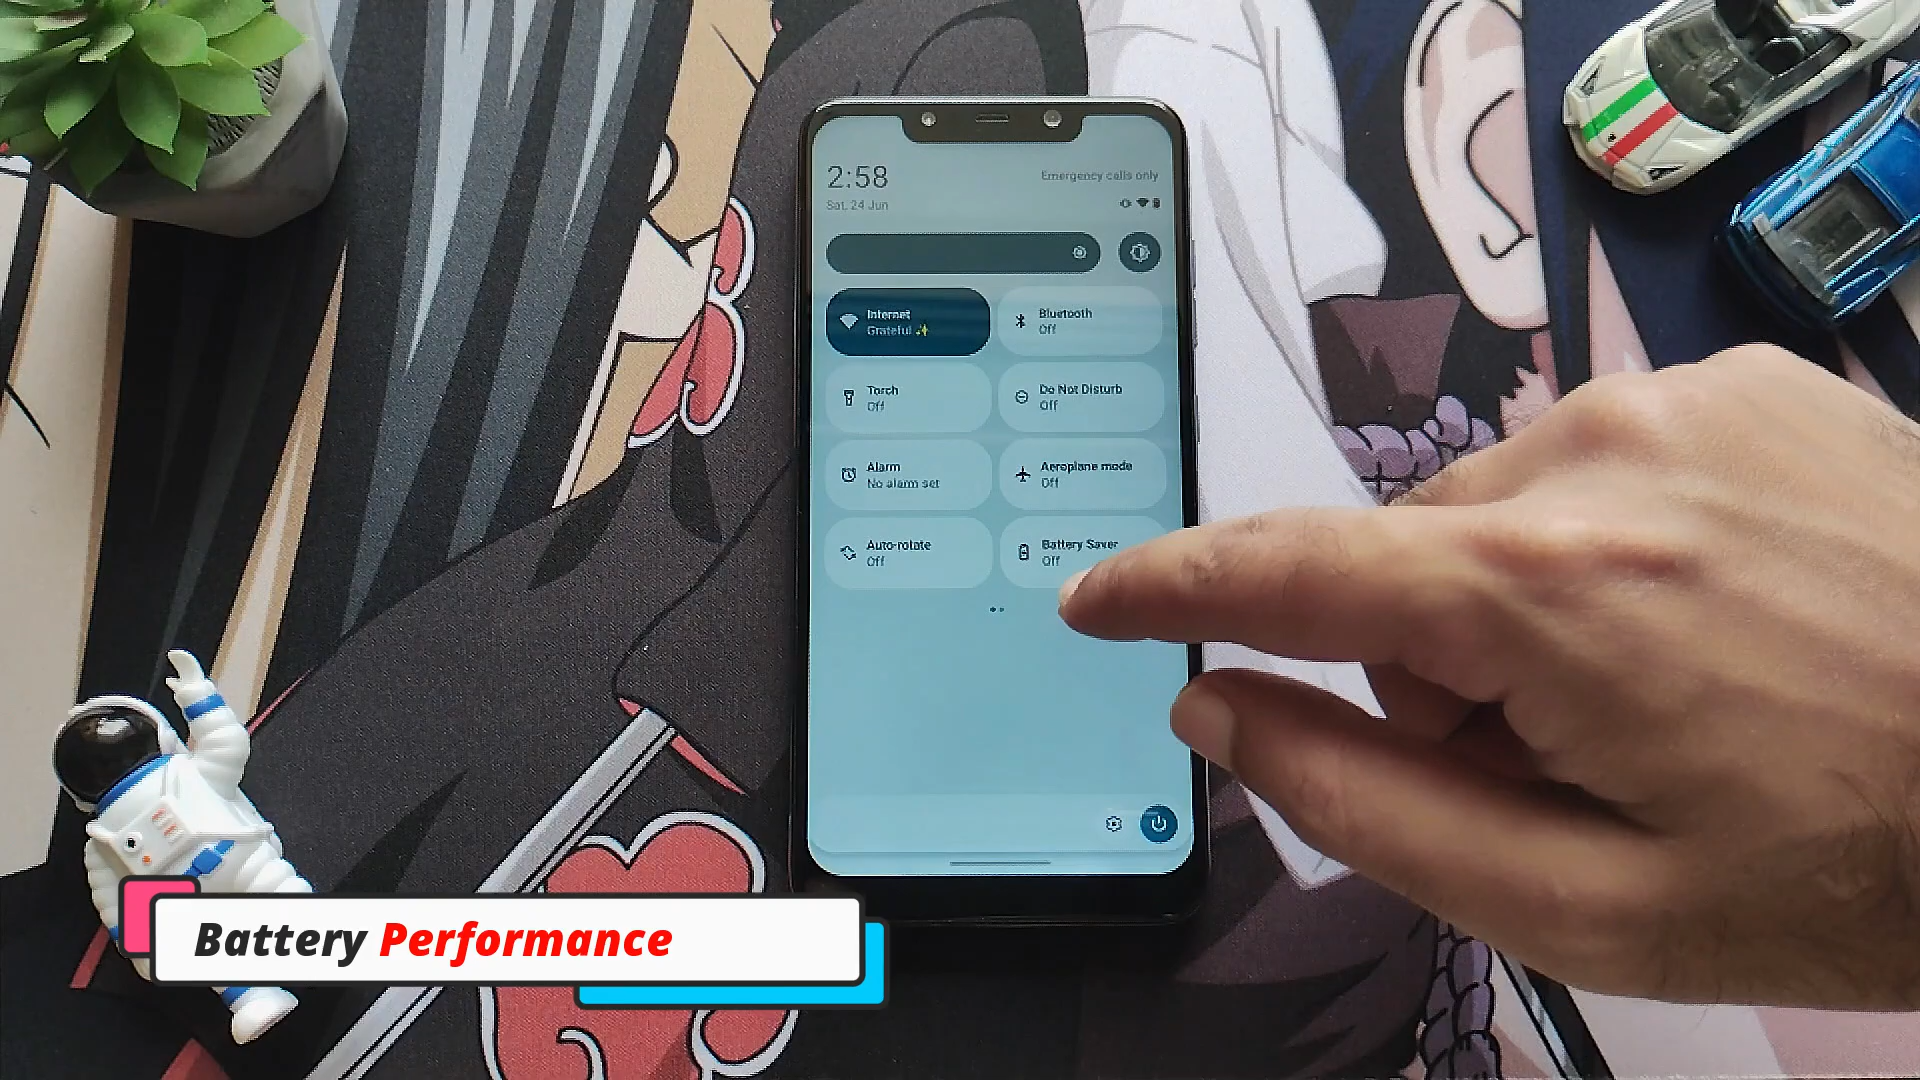 2:58
Emergency calls only
Sat, 24 Jun
Internet
Grateful ✨
Bluetooth
Off
Torch
Off
Do Not Disturb
Off
Alarm
No alarm set
Aeroplane mode
Off
Auto-rotate
Off
Battery Saver
Off
Battery Performance